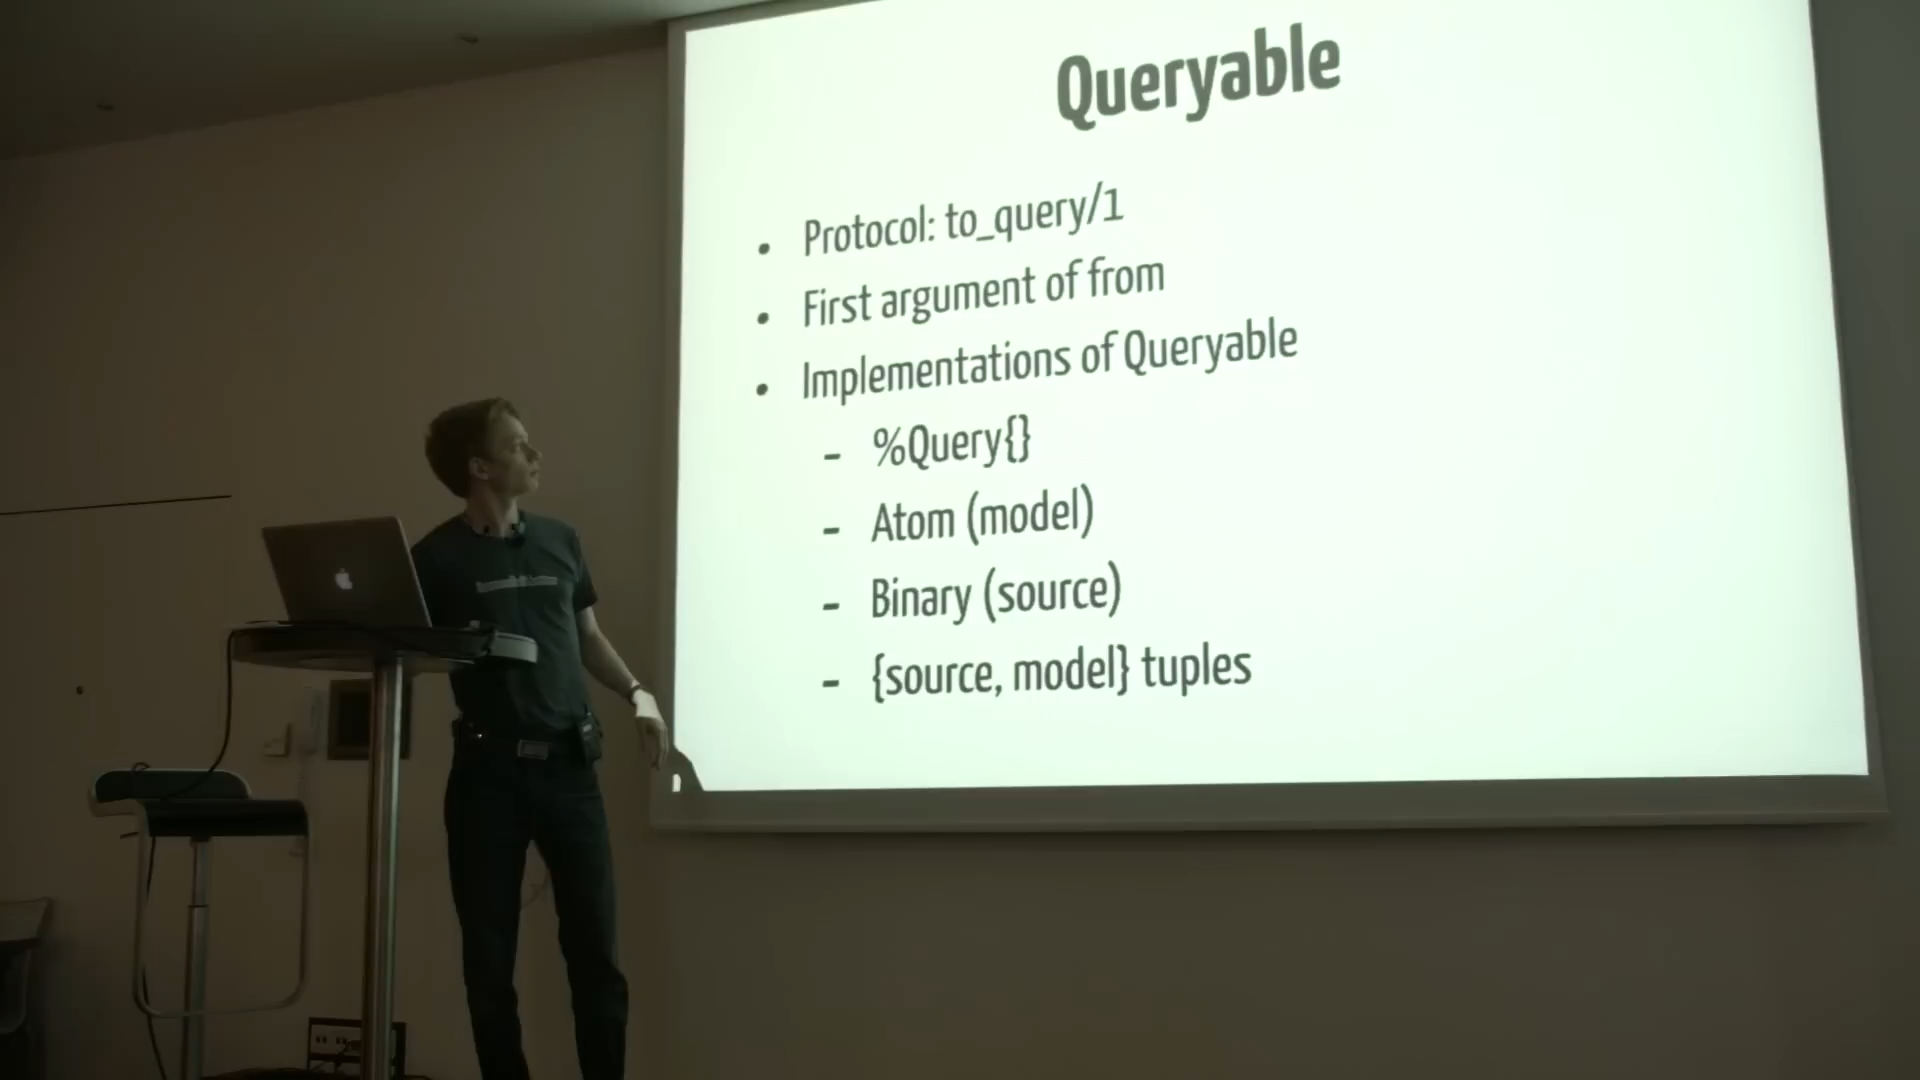 Queryable
• Protocol: to_query/1
• First argument of from
• Implementations of Queryable
- %Query{}
- Atom (model)
- Binary (source)
- {source, model} tuples